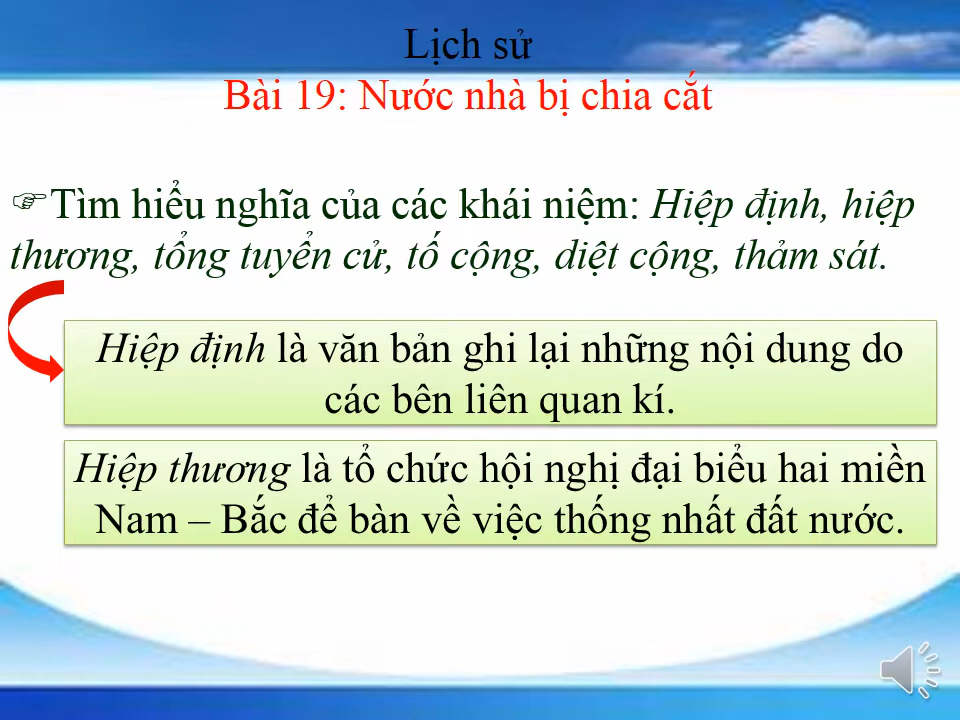 Lịch sử
Bài 19: Nước nhà bị chia cắt
☞Tìm hiểu nghĩa của các khái niệm: Hiệp định, hiệp
thương, tổng tuyển cử, tố cộng, diệt cộng, thảm sát.
Hiệp định là văn bản ghi lại những nội dung do
các bên liên quan kí.
Hiệp thương là tổ chức hội nghị đại biểu hai miền
Nam – Bắc để bàn về việc thống nhất đất nước.